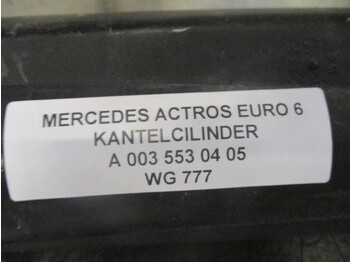 MERCEDES ACTROS EURO 6
KANTELCILINDER
A 003 553 04 05
WG 777